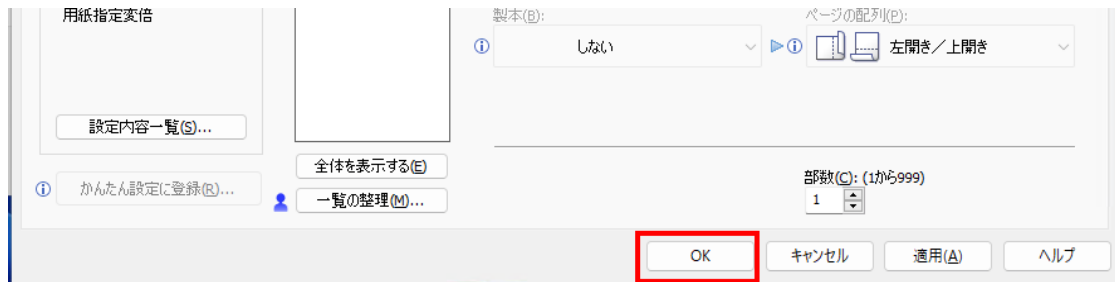 用紙指定変倍
製本(B):
ページの配列(P):
しない
左開き／上開き
設定内容一覧(S)...
全体を表示する(E)
かんたん設定に登録(R)...
一覧の整理(M)...
部数(C): (1から999)
1
OK
キャンセル
適用(A)
ヘルプ